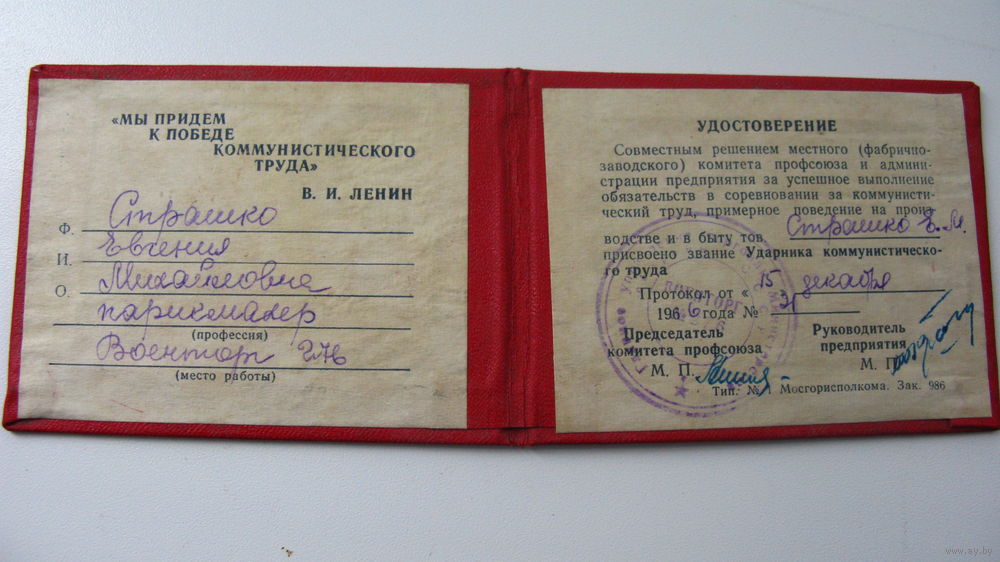 «МЫ ПРИДЕМ
К ПОБЕДЕ
КОММУНИСТИЧЕСКОГО
ТРУДА»
В. И. ЛЕНИН
Ф. Страшко
И. Евгения
О. Михайловна
парикмахер
(профессия)
Военторг
(место работы)
УДОСТОВЕРЕНИЕ
Совместным решением местного (фабрично-
заводского) комитета профсоюза и админи-
страции предприятия за успешное выполнение
обязательств в соревновании за коммунисти-
ческий труд, примерное поведение на произ
водстве и в быту тов Страшко Е. М.
присвоено звание Ударника коммунистическо-
го труда
Протокол от « 15 » декабря
196 6 года №
Председатель
комитета профсоюза
М. П.
Руководитель
предприятия
М. П.
Тип. № Мосгорисполкома. Зак. 986
www.ay.by